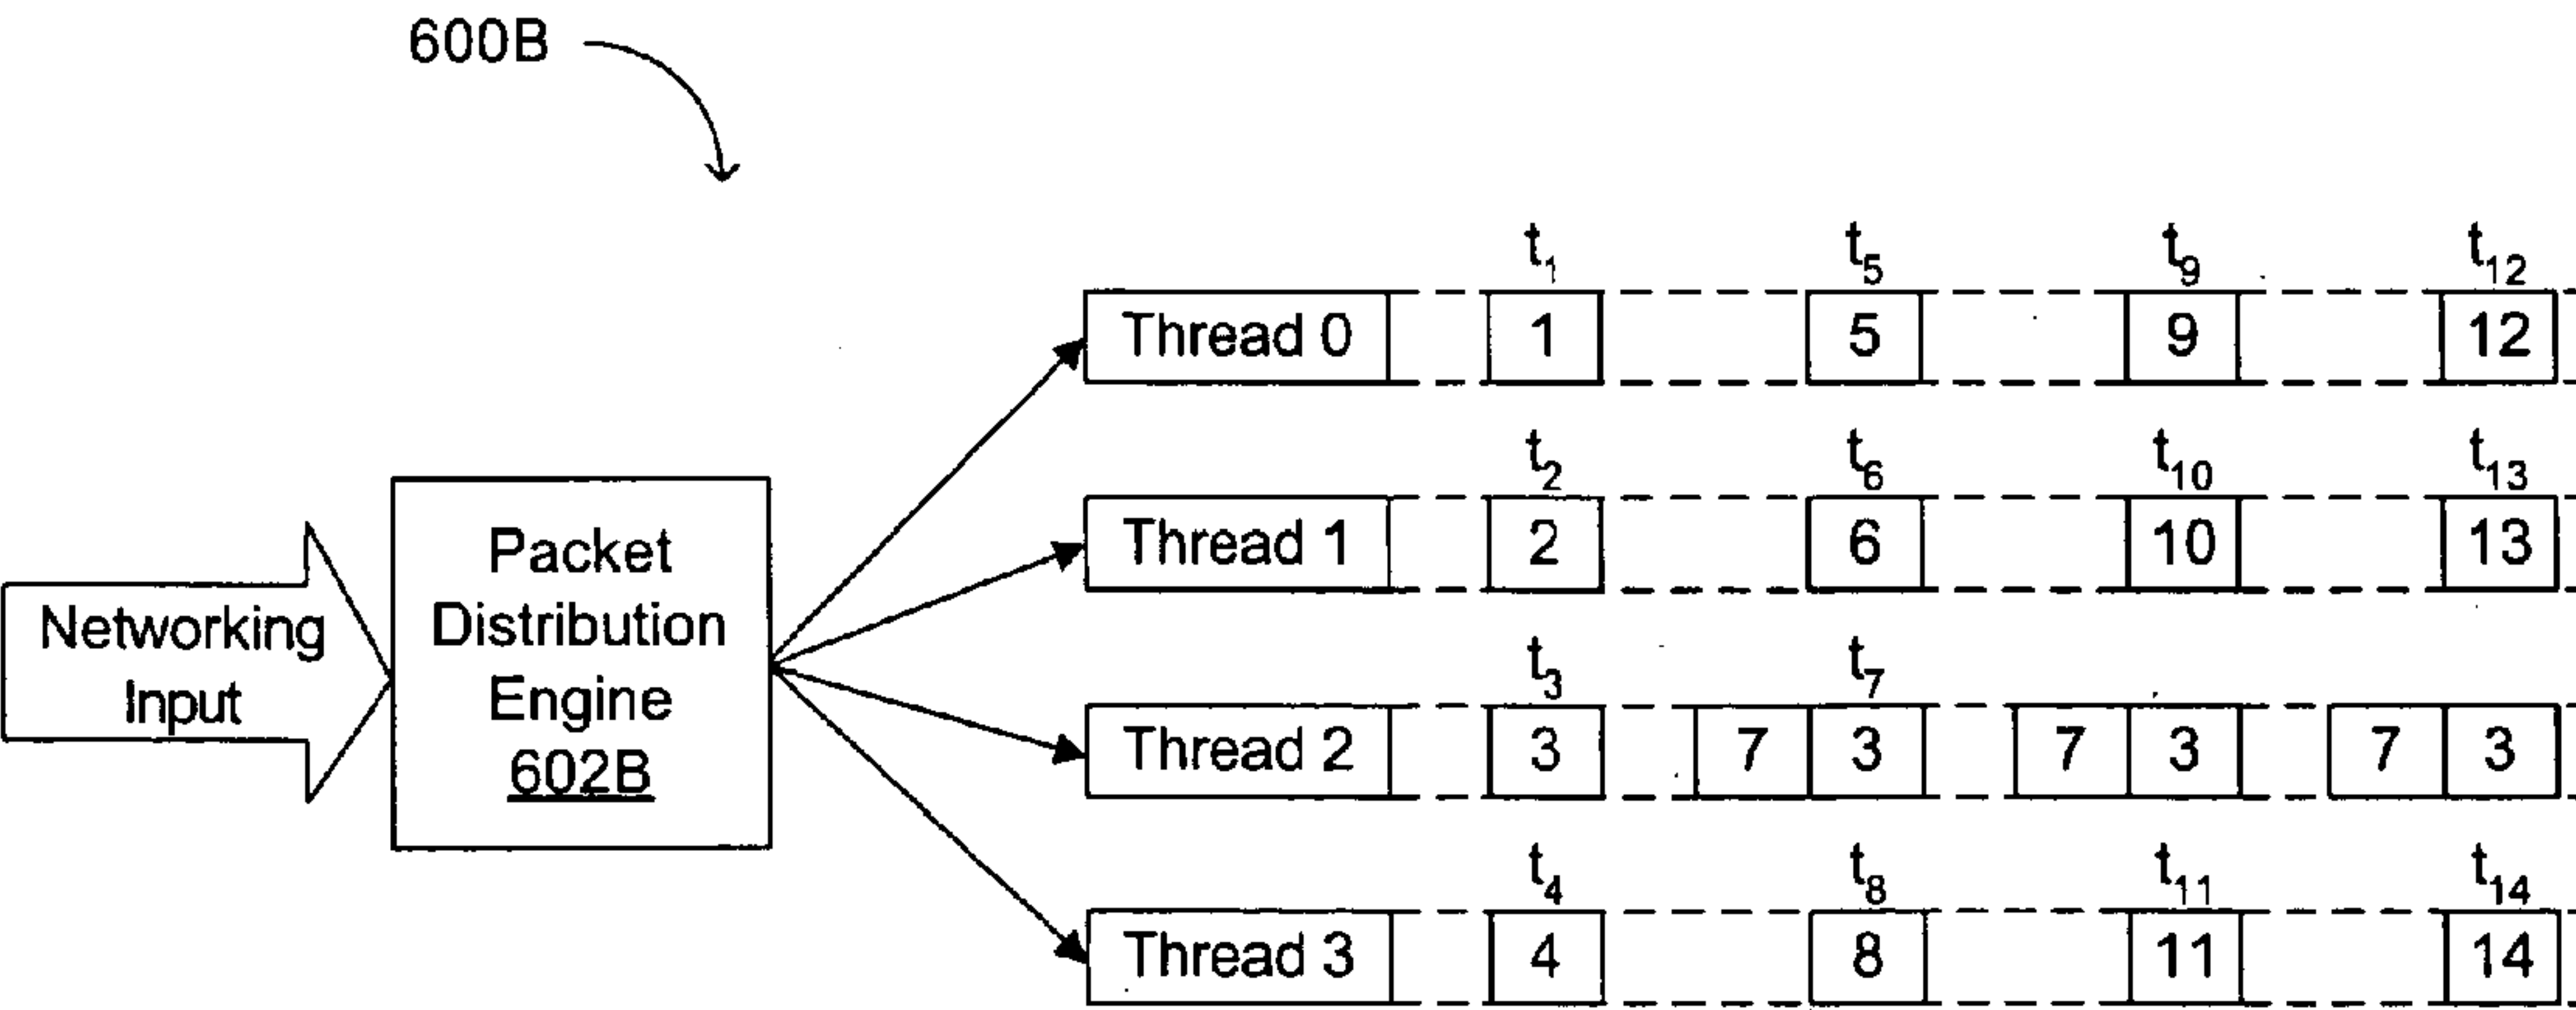 600B
t1 t5 t9 t12
Thread 0 1 5 9 12
t2 t6 t10 t13
Thread 1 2 6 10 13
Networking
Input
Packet
Distribution
Engine
602B
t3 t7
Thread 2 3 7 3 7 3 7 3
t4 t8 t11 t14
Thread 3 4 8 11 14